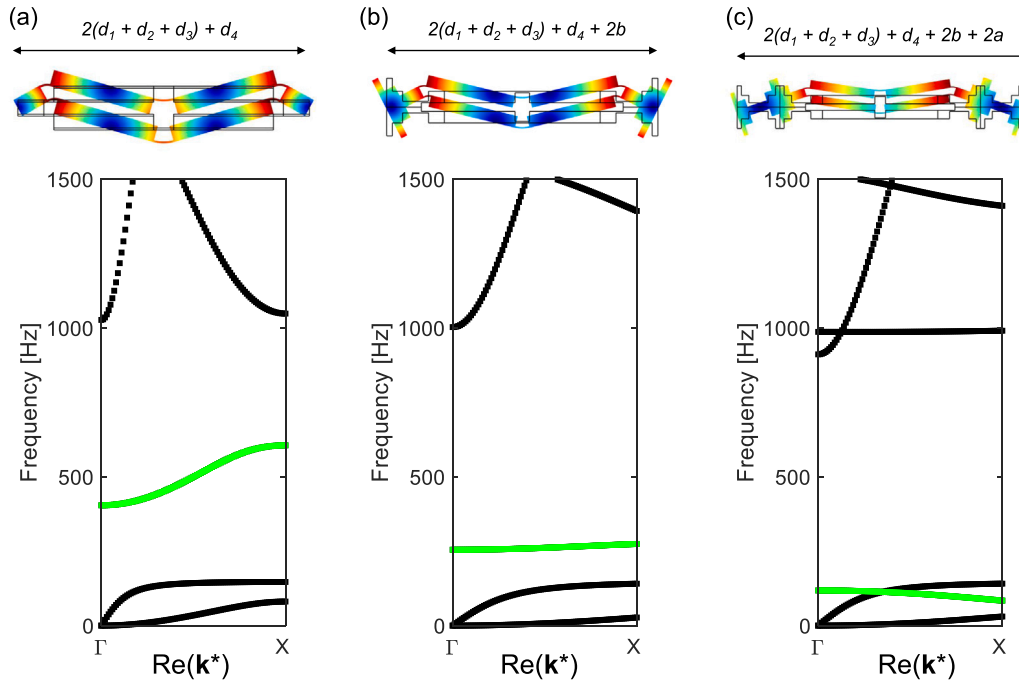 (a)
2(d1 + d2 + d3) + d4
1500
1000
500
0
Frequency [Hz]
Γ
X
Re(k*)
(b)
2(d1 + d2 + d3) + d4 + 2b
1500
1000
500
0
Frequency [Hz]
Γ
X
Re(k*)
(c)
2(d1 + d2 + d3) + d4 + 2b + 2a
1500
1000
500
0
Frequency [Hz]
Γ
X
Re(k*)